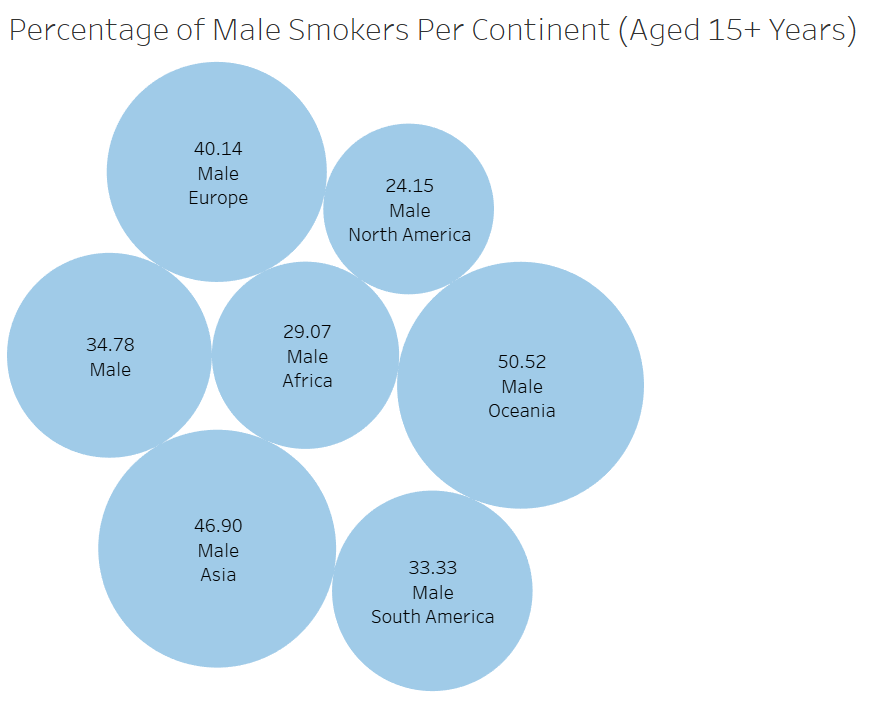 Percentage of Male Smokers Per Continent (Aged 15+ Years)
40.14
Male
Europe
24.15
Male
North America
34.78
Male
29.07
Male
Africa
50.52
Male
Oceania
46.90
Male
Asia
33.33
Male
South America